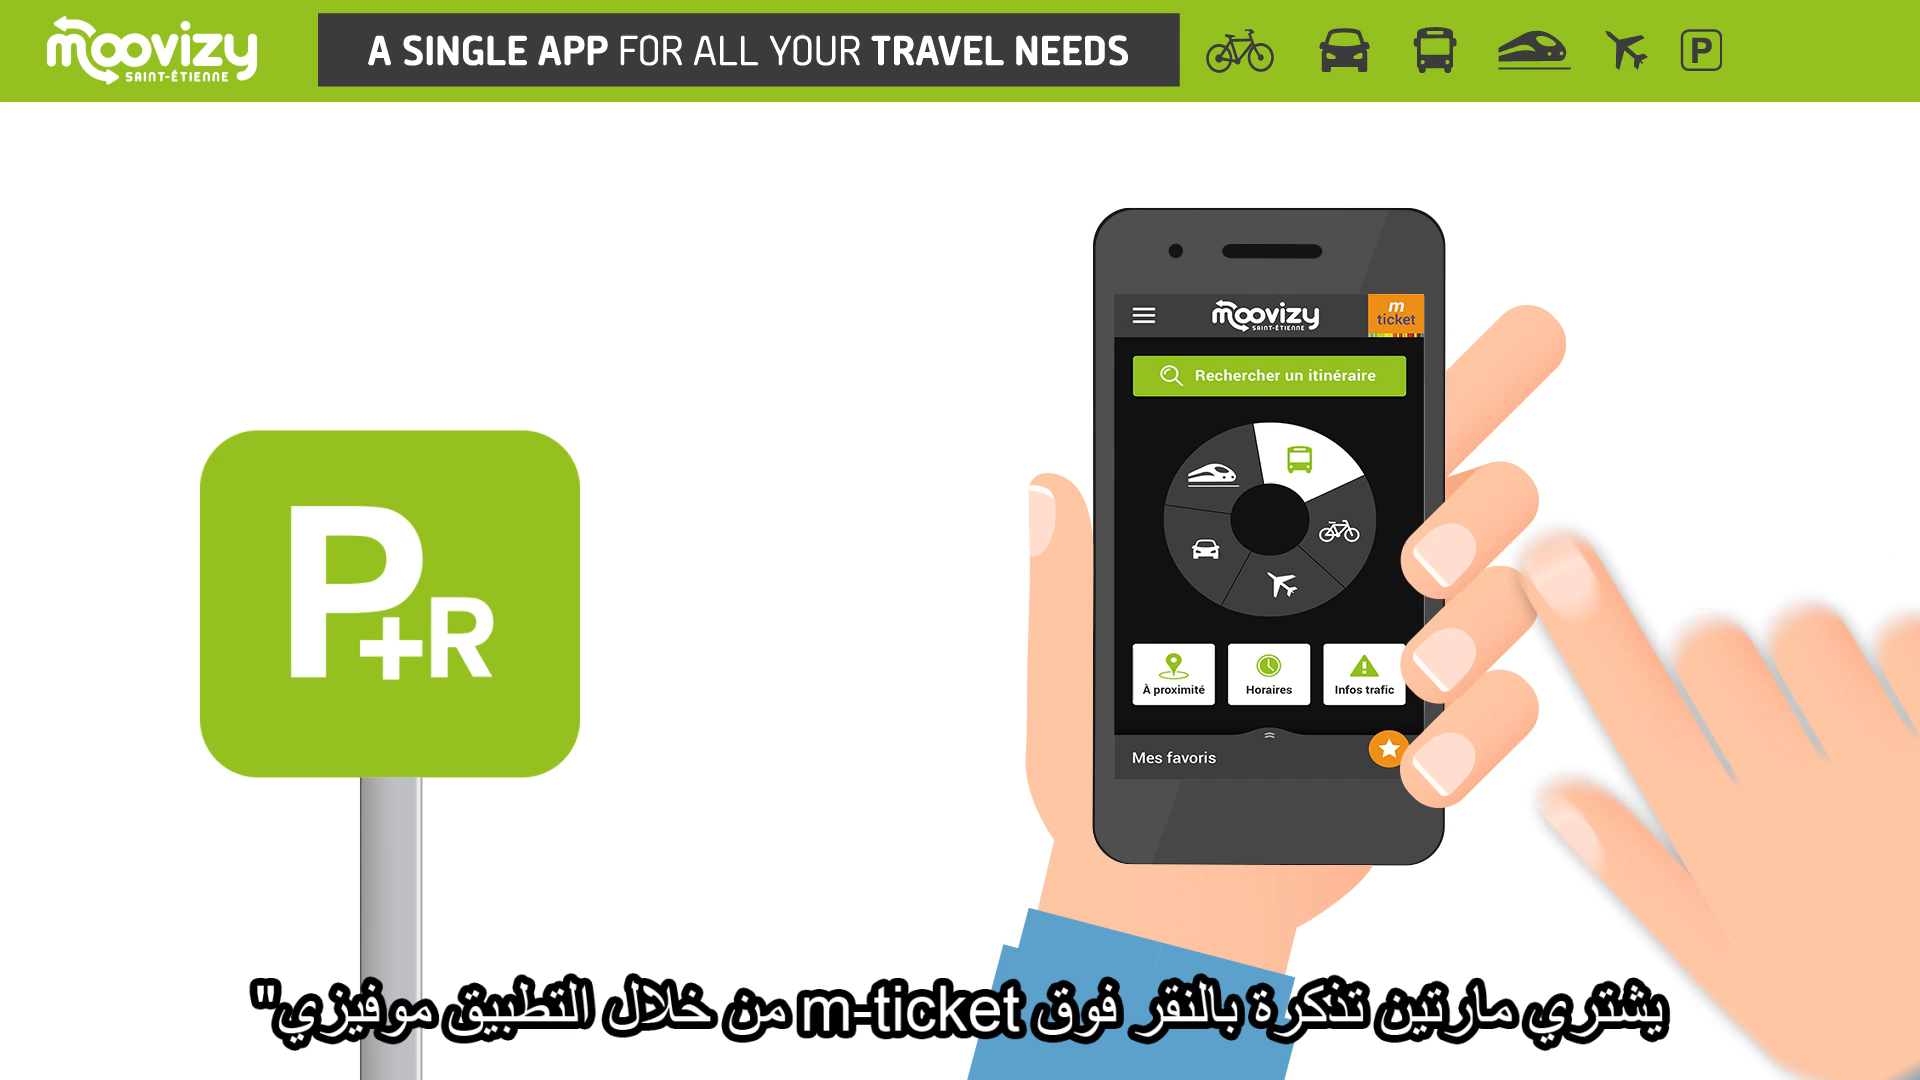 moovizy
SAINT-ÉTIENNE
A SINGLE APP FOR ALL YOUR TRAVEL NEEDS
P
moovizy
SAINT-ÉTIENNE
m
ticket
Rechercher un itinéraire
P+R
À proximité
Horaires
Infos trafic
Mes favoris
يشتري مارتين تذكرة بالنقر فوق m-ticket من خلال التطبيق موفيزي"